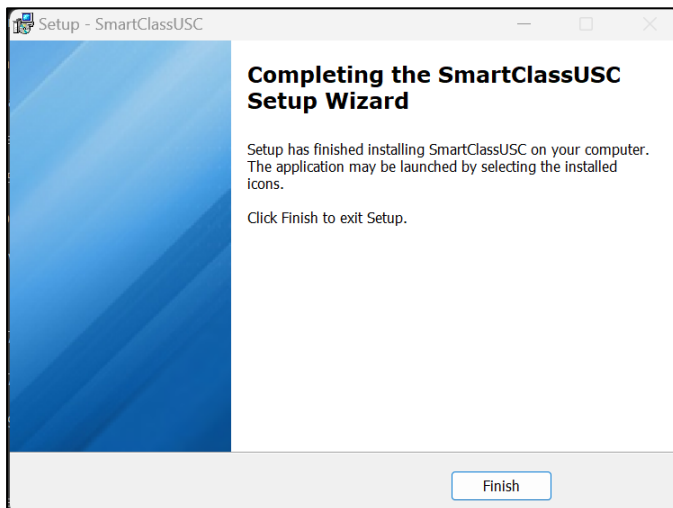 Setup - SmartClassUSC
Completing the SmartClassUSC
Setup Wizard
Setup has finished installing SmartClassUSC on your computer.
The application may be launched by selecting the installed
icons.
Click Finish to exit Setup.
Finish